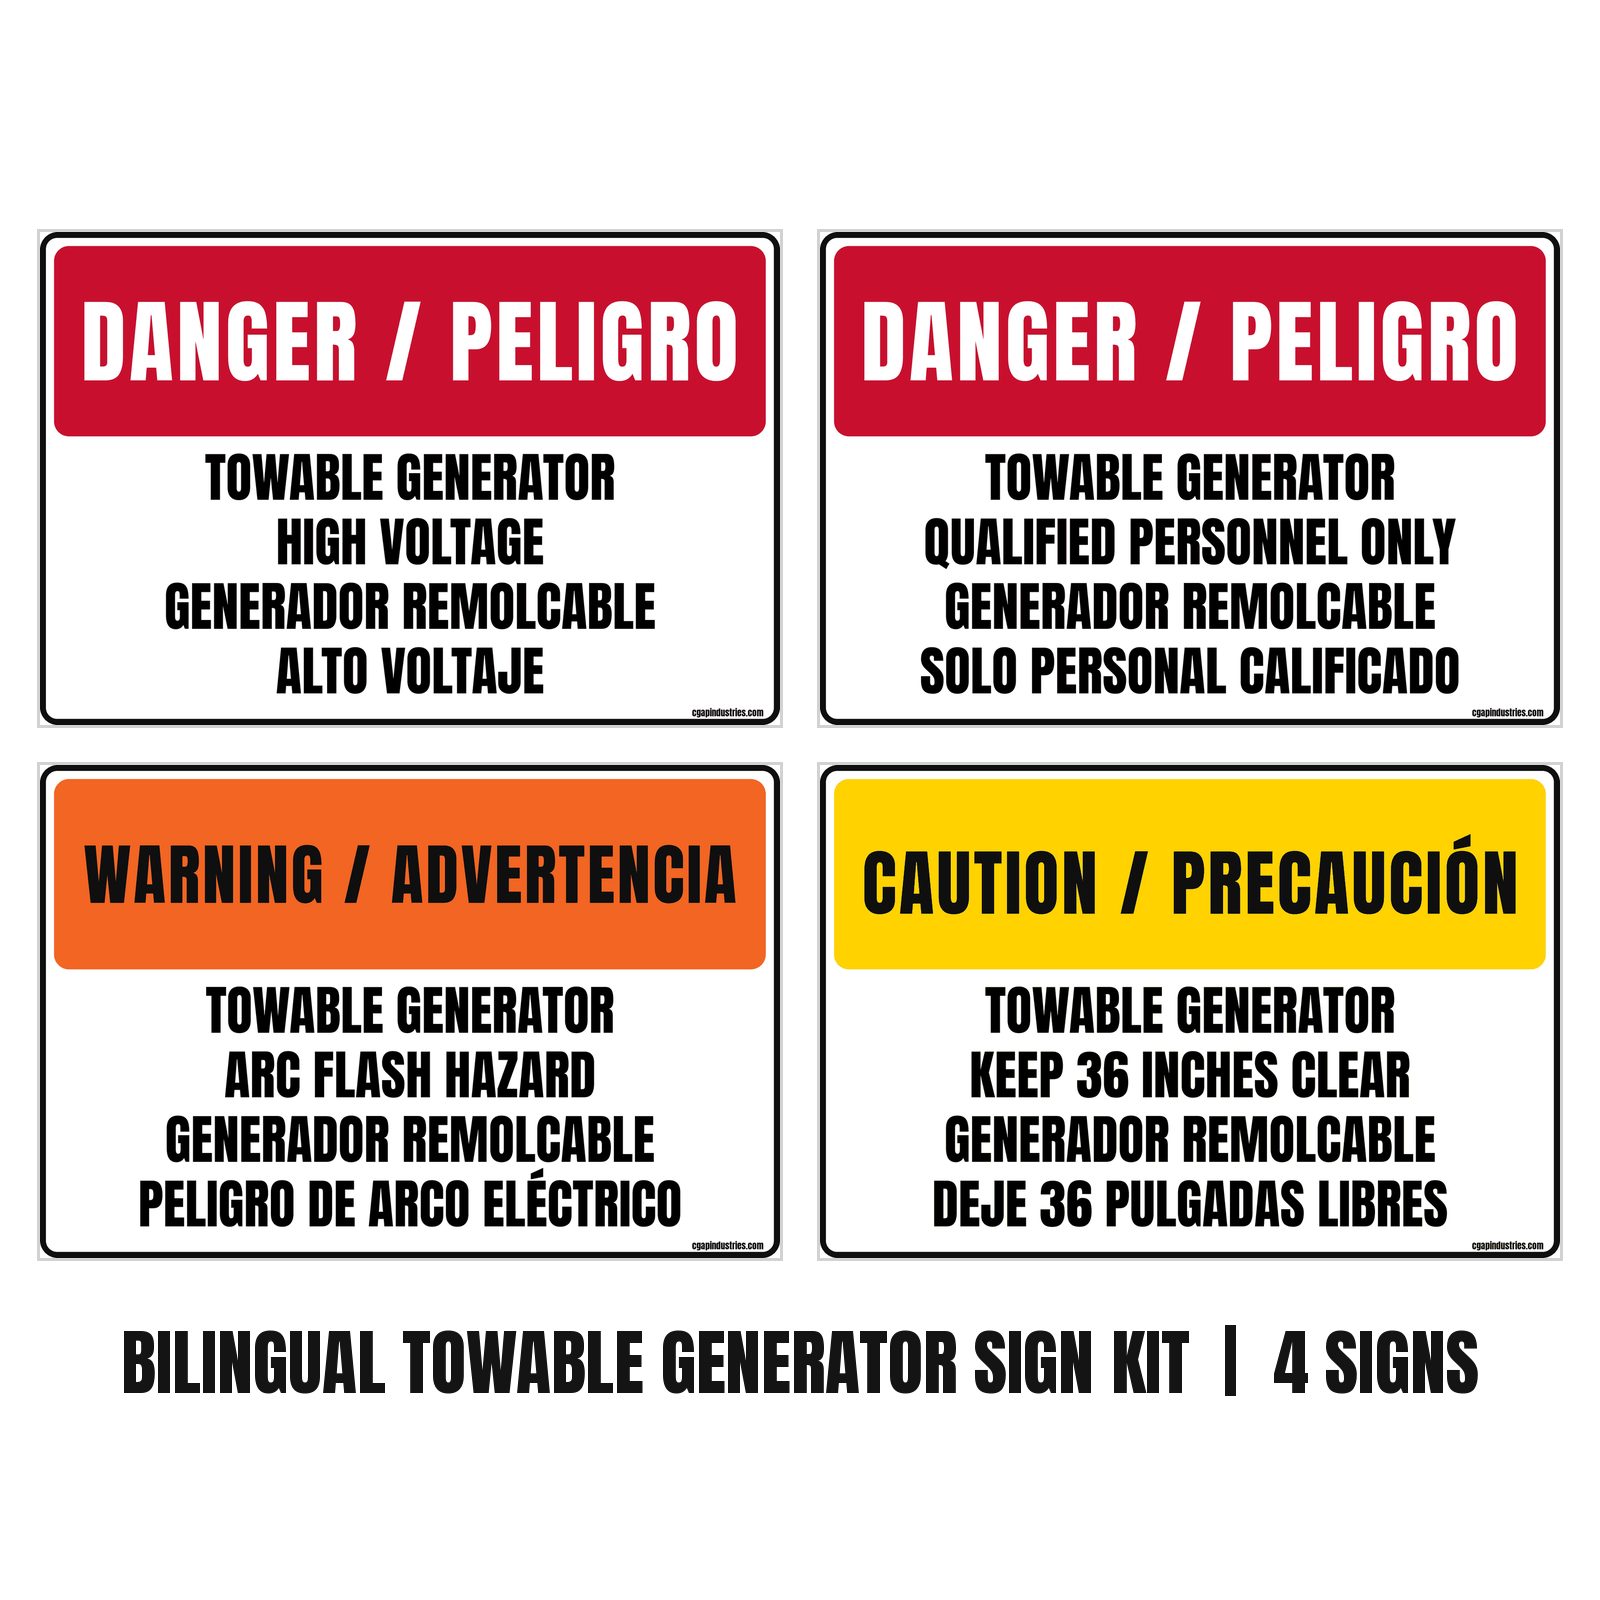 DANGER / PELIGRO
TOWABLE GENERATOR
HIGH VOLTAGE
GENERADOR REMOLCABLE
ALTO VOLTAJE
cgapindustries.com
DANGER / PELIGRO
TOWABLE GENERATOR
QUALIFIED PERSONNEL ONLY
GENERADOR REMOLCABLE
SOLO PERSONAL CALIFICADO
cgapindustries.com
WARNING / ADVERTENCIA
TOWABLE GENERATOR
ARC FLASH HAZARD
GENERADOR REMOLCABLE
PELIGRO DE ARCO ELÉCTRICO
cgapindustries.com
CAUTION / PRECAUCIÓN
TOWABLE GENERATOR
KEEP 36 INCHES CLEAR
GENERADOR REMOLCABLE
DEJE 36 PULGADAS LIBRES
cgapindustries.com
BILINGUAL TOWABLE GENERATOR SIGN KIT | 4 SIGNS